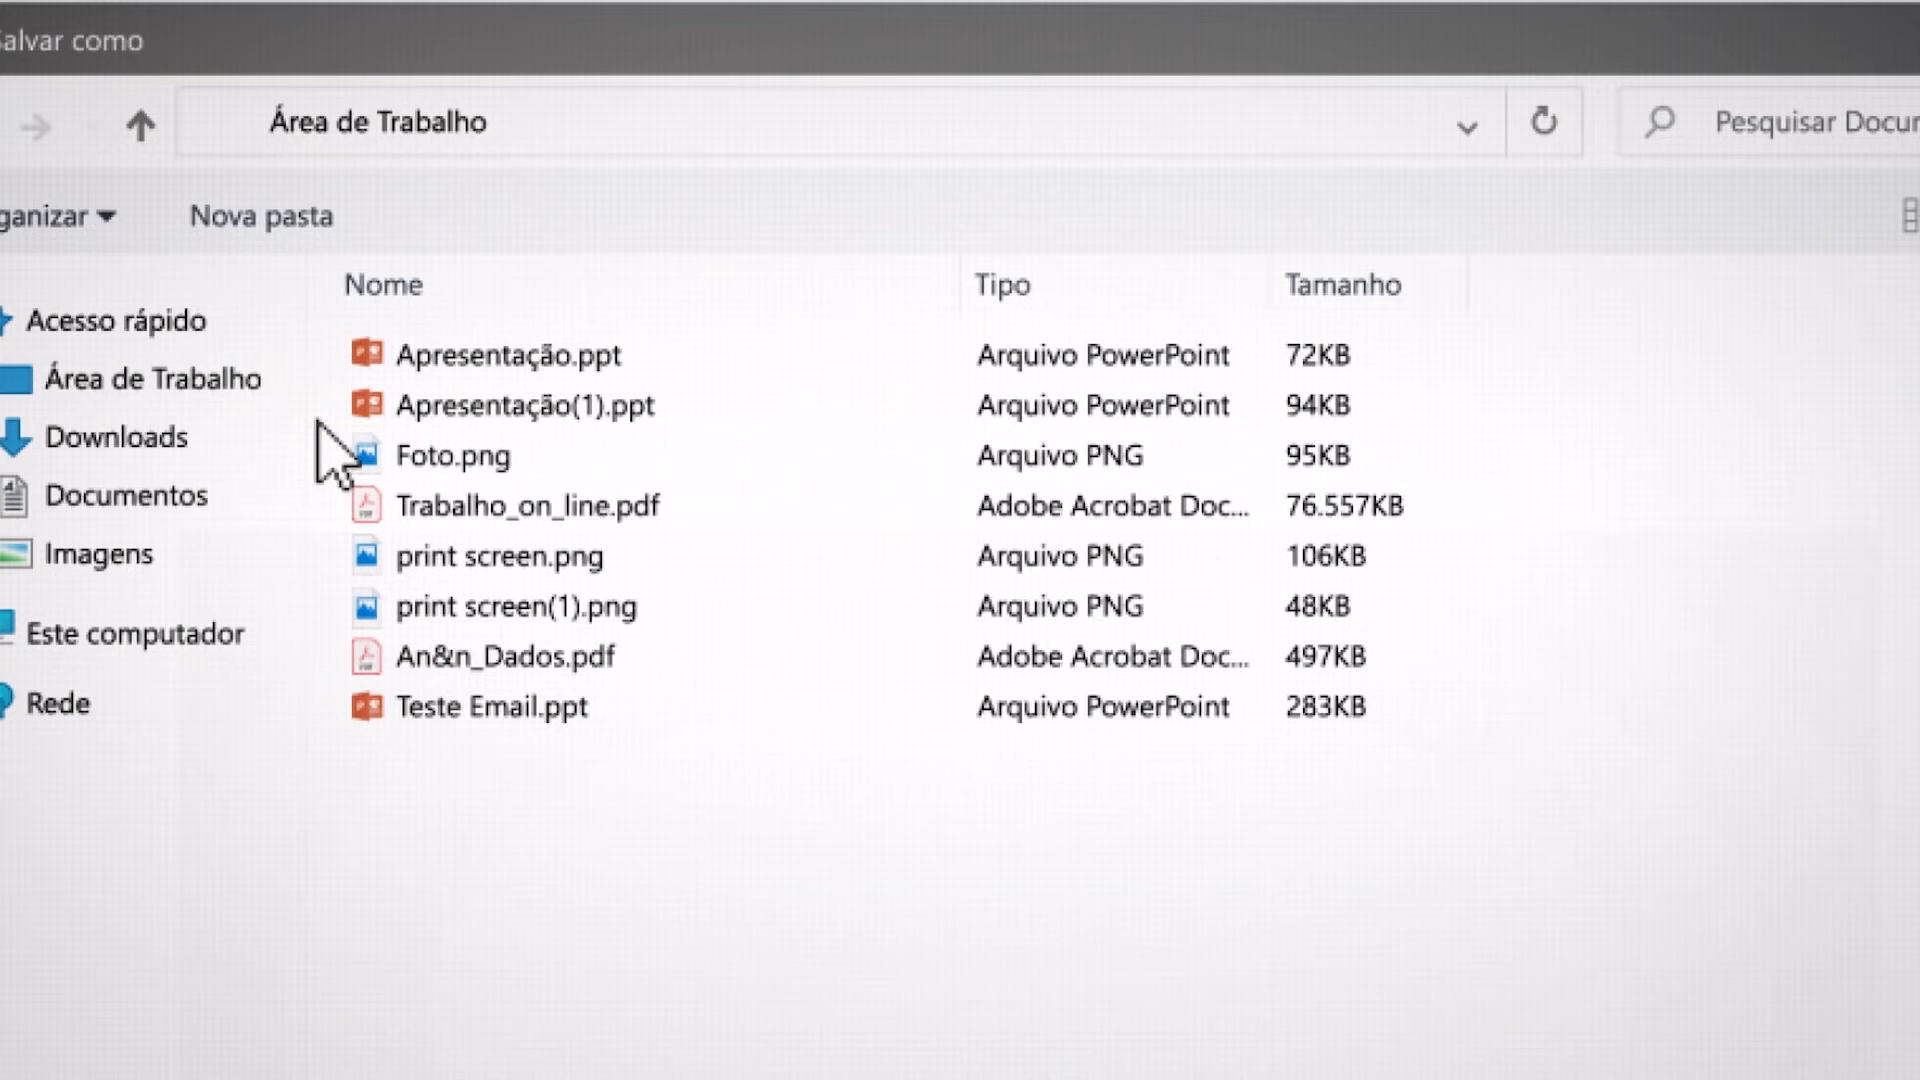 Salvar como
Área de Trabalho
Pesquisar Docu
ganizar
Nova pasta
Nome
Tipo
Tamanho
Acesso rápido
Área de Trabalho
Downloads
Documentos
Imagens
Este computador
Rede
Apresentação.ppt Arquivo PowerPoint 72KB
Apresentação(1).ppt Arquivo PowerPoint 94KB
Foto.png Arquivo PNG 95KB
Trabalho_on_line.pdf Adobe Acrobat Doc... 76.557KB
print screen.png Arquivo PNG 106KB
print screen(1).png Arquivo PNG 48KB
An&n_Dados.pdf Adobe Acrobat Doc... 497KB
Teste Email.ppt Arquivo PowerPoint 283KB